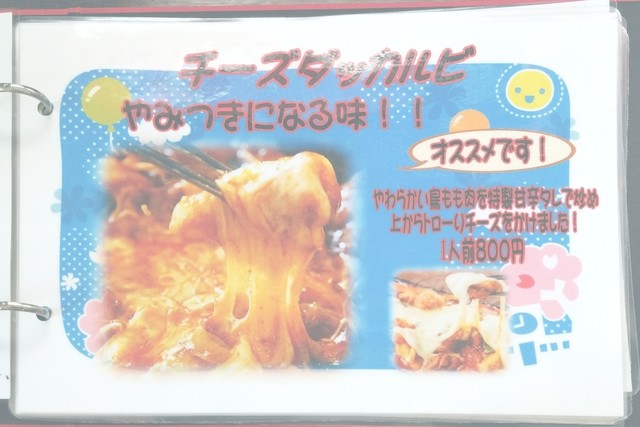 チーズダッカルビ
やみつきになる味！！
オススメです！
やわらかい鳥もも肉を特製甘辛タレで炒め
上からトローりチーズをかけました！
1人前800円